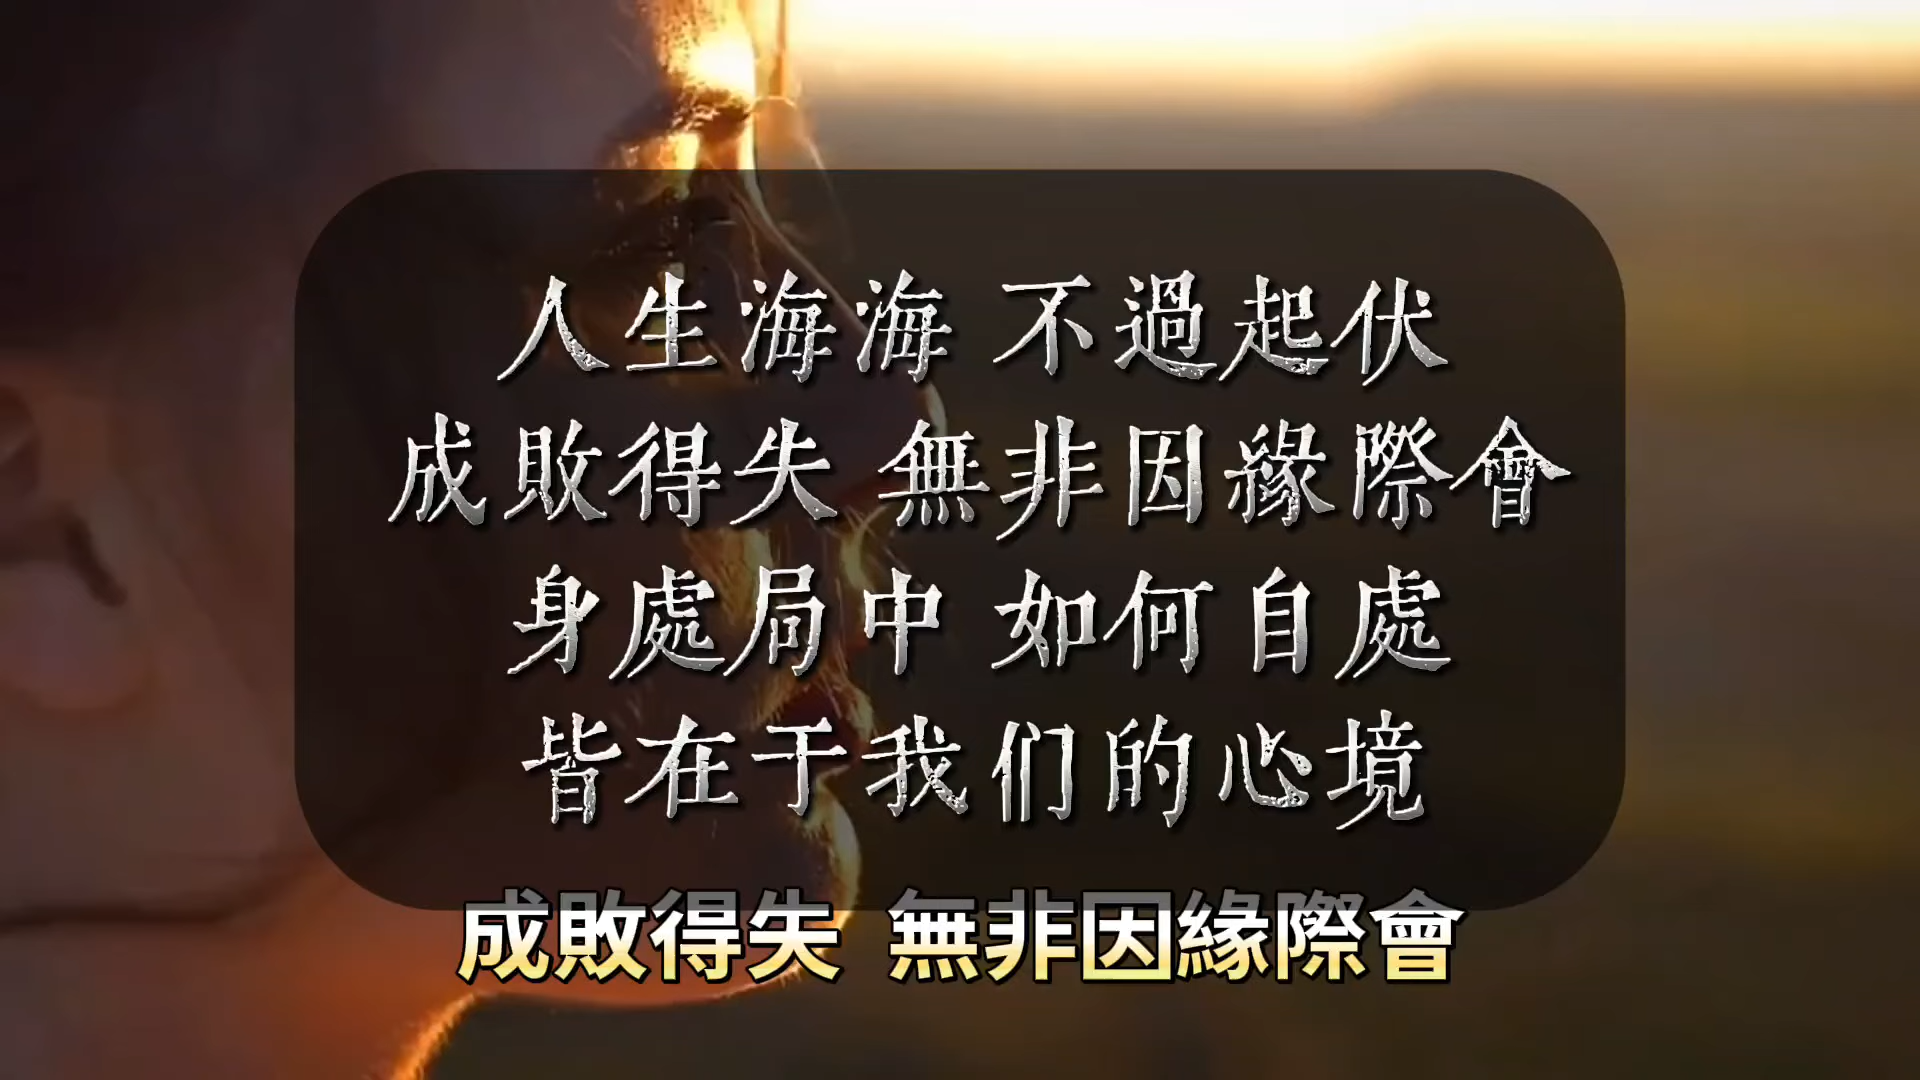 人生海海 不過起伏
成敗得失 無非因緣際會
身處局中 如何自處
皆在于我们的心境
成敗得失 無非因緣際會